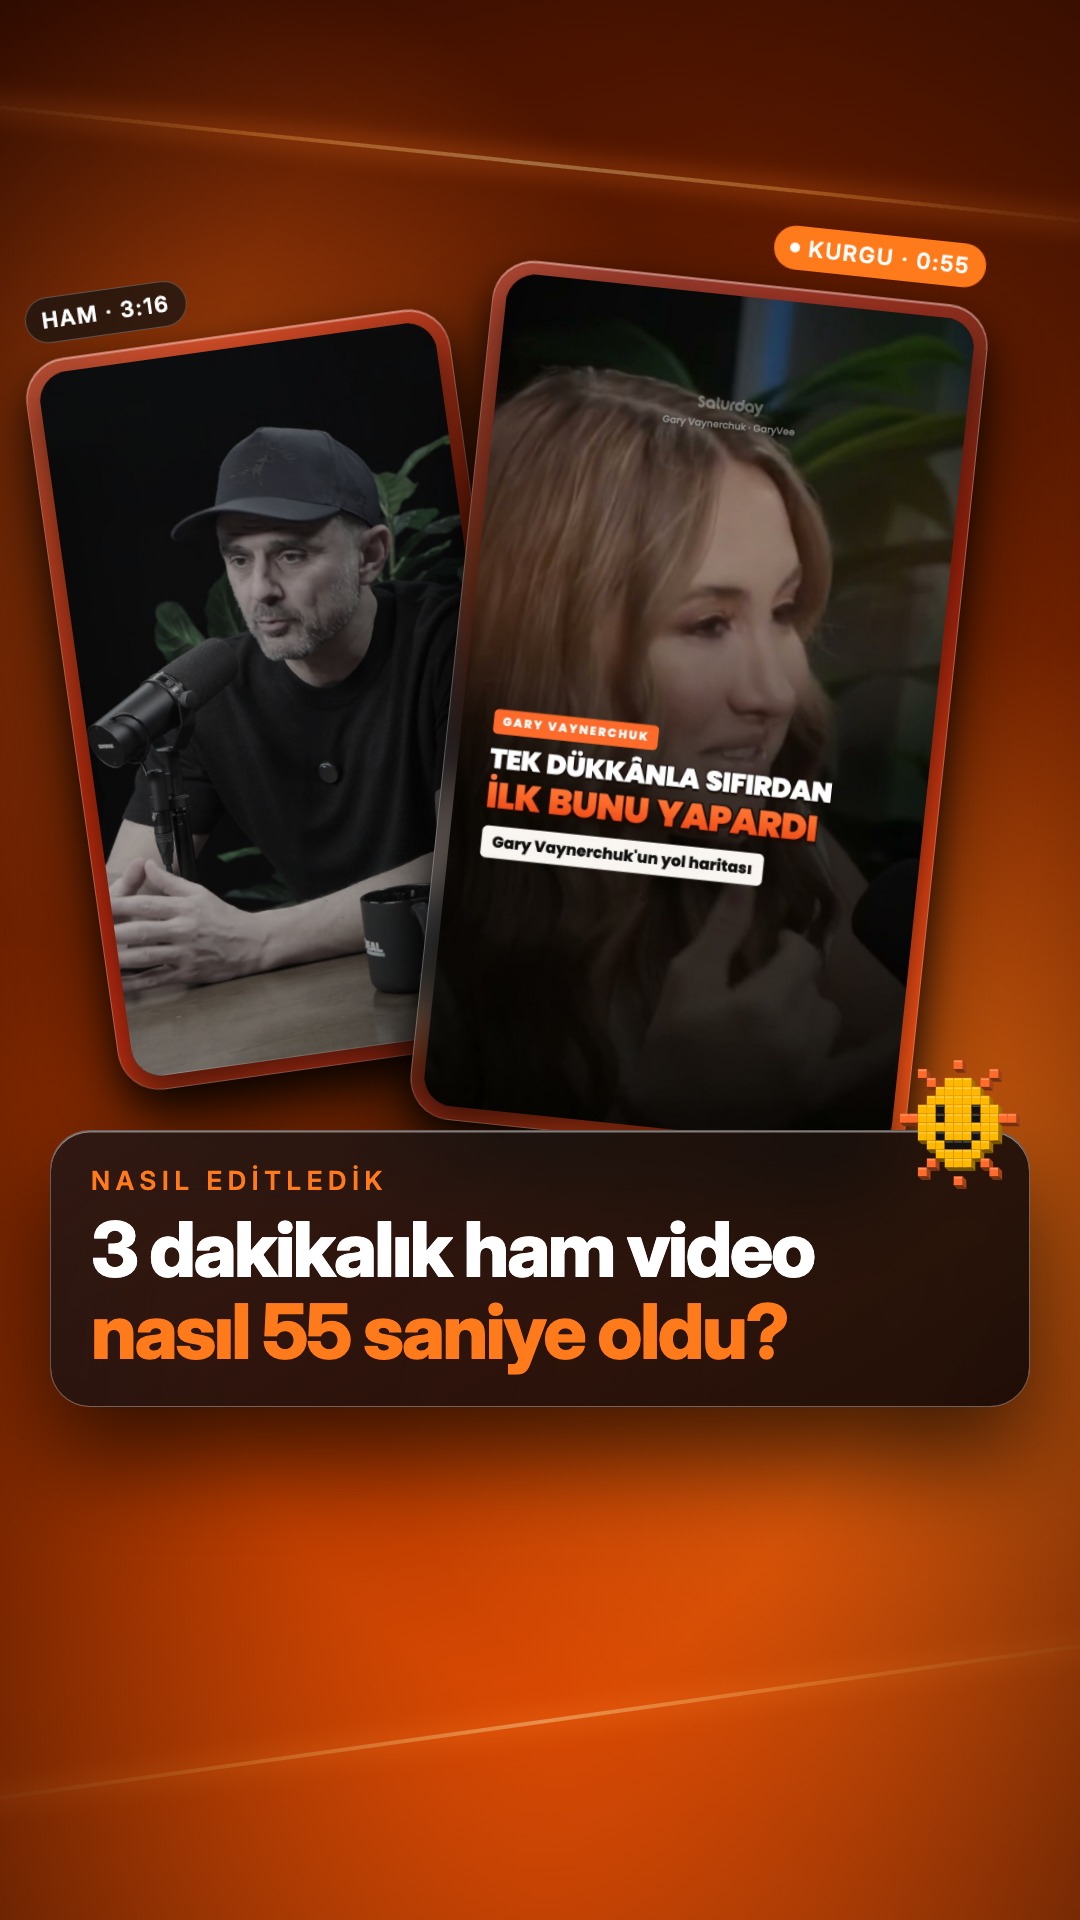 KURGU · 0:55
HAM · 3:16
Saturday
Gary Vaynerchuk · GaryVee
GARY VAYNERCHUK
TEK DÜKKÂNLA SIFIRDAN
İLK BUNU YAPARDI
Gary Vaynerchuk'un yol haritası
NASIL EDİTLEDİK
3 dakikalık ham video
nasıl 55 saniye oldu?